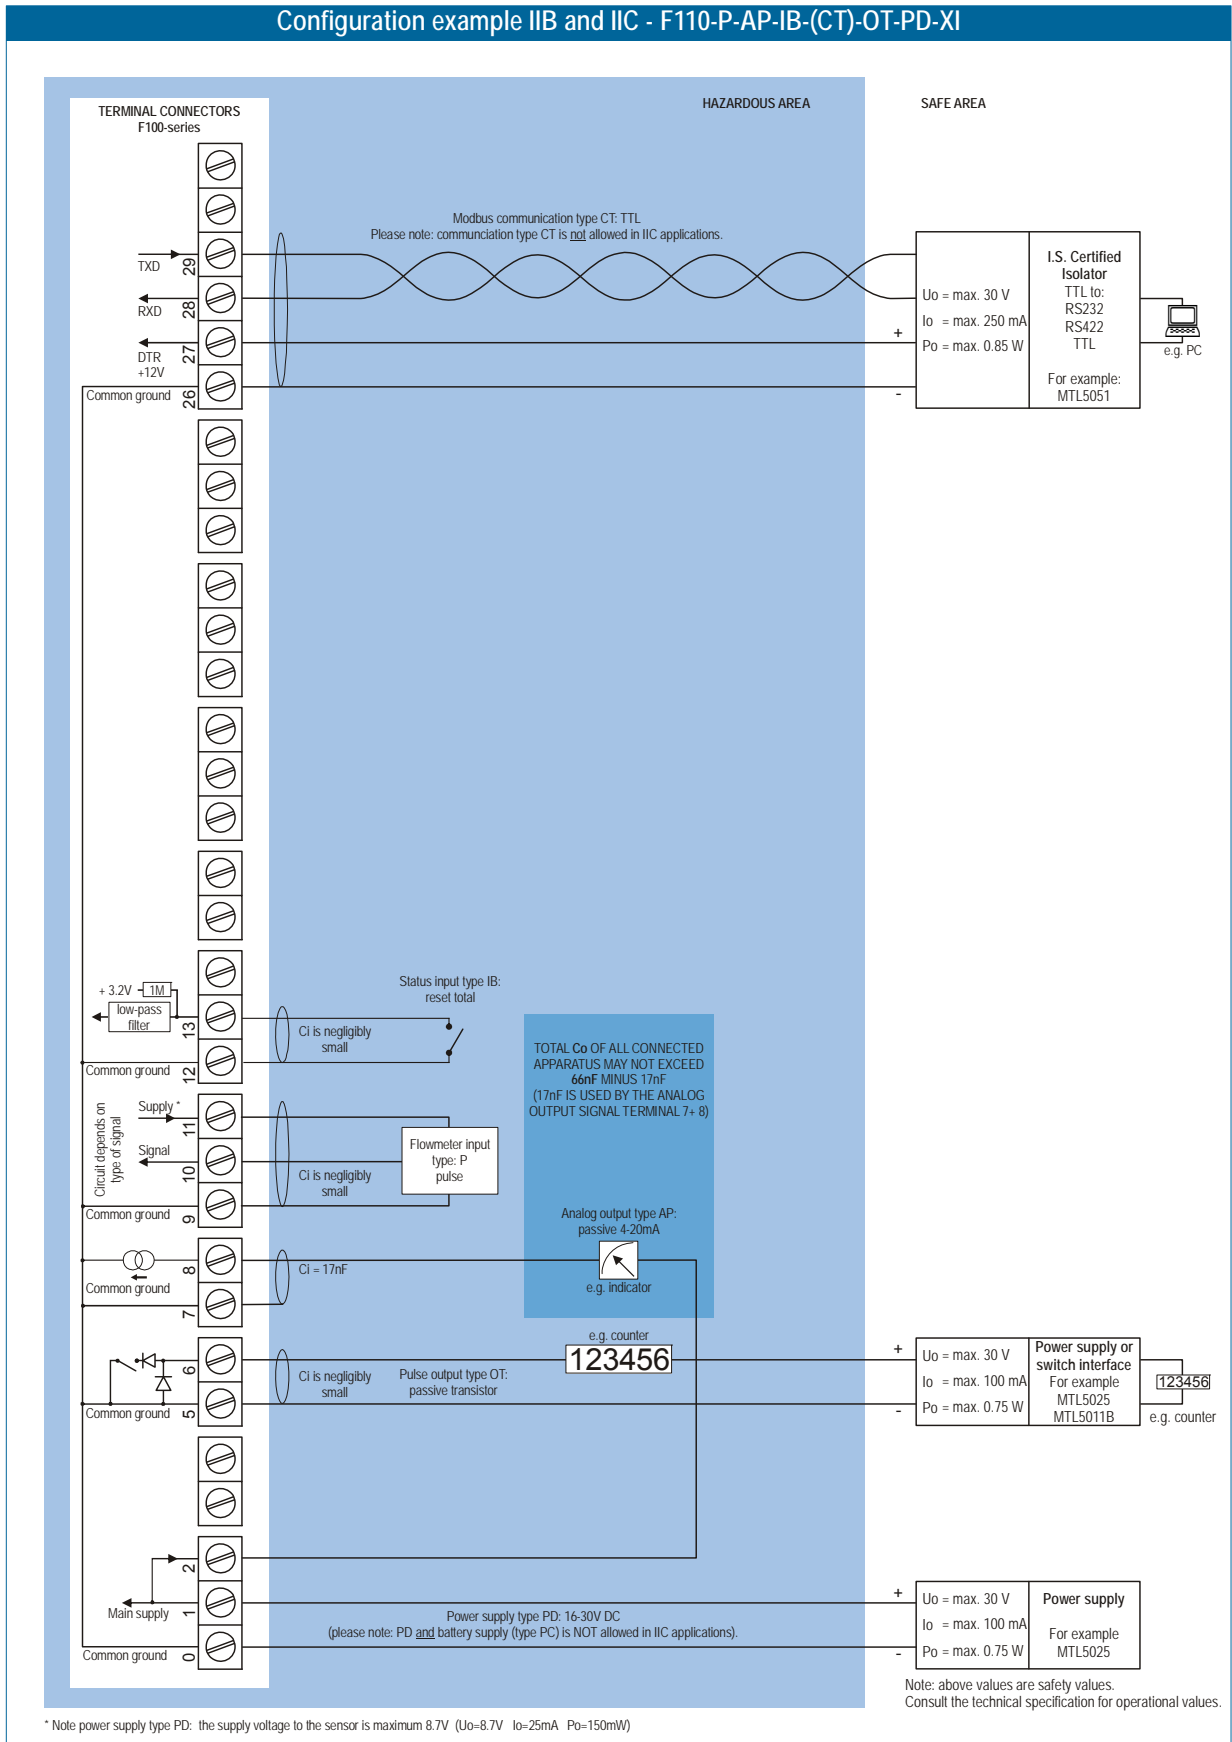 Configuration example IIB and IIC - F110-P-AP-IB-(CT)-OT-PD-XI
TERMINAL CONNECTORS
F100-series
HAZARDOUS AREA
SAFE AREA
Modbus communication type CT: TTL
Please note: communciation type CT is not allowed in IIC applications.
TXD
29
RXD
28
DTR
+12V
27
Common ground
26
+
-
Uo = max. 30 V
Io = max. 250 mA
Po = max. 0.85 W
I.S. Certified
Isolator
TTL to:
RS232
RS422
TTL
For example:
MTL5051
e.g. PC
+ 3.2V
1M
low-pass
filter
13
Common ground
12
Ci is negligibly
small
Status input type IB:
reset total
TOTAL Co OF ALL CONNECTED
APPARATUS MAY NOT EXCEED
66nF MINUS 17nF
(17nF IS USED BY THE ANALOG
OUTPUT SIGNAL TERMINAL 7+ 8)
Circuit depends on
type of signal
Supply *
11
Signal
10
Common ground
9
Ci is negligibly
small
Flowmeter input
type: P
pulse
Analog output type AP:
passive 4-20mA
e.g. indicator
8
Common ground
7
Ci = 17nF
6
Common ground
5
Ci is negligibly
small
Pulse output type OT:
passive transistor
e.g. counter
123456
+
-
Uo = max. 30 V
Io = max. 100 mA
Po = max. 0.75 W
Power supply or
switch interface
For example
MTL5025
MTL5011B
123456
e.g. counter
2
Main supply
1
Common ground
0
Power supply type PD: 16-30V DC
(please note: PD and battery supply (type PC) is NOT allowed in IIC applications).
+
-
Uo = max. 30 V
Io = max. 100 mA
Po = max. 0.75 W
Power supply
For example
MTL5025
Note: above values are safety values.
Consult the technical specification for operational values.
* Note power supply type PD: the supply voltage to the sensor is maximum 8.7V (Uo=8.7V Io=25mA Po=150mW)